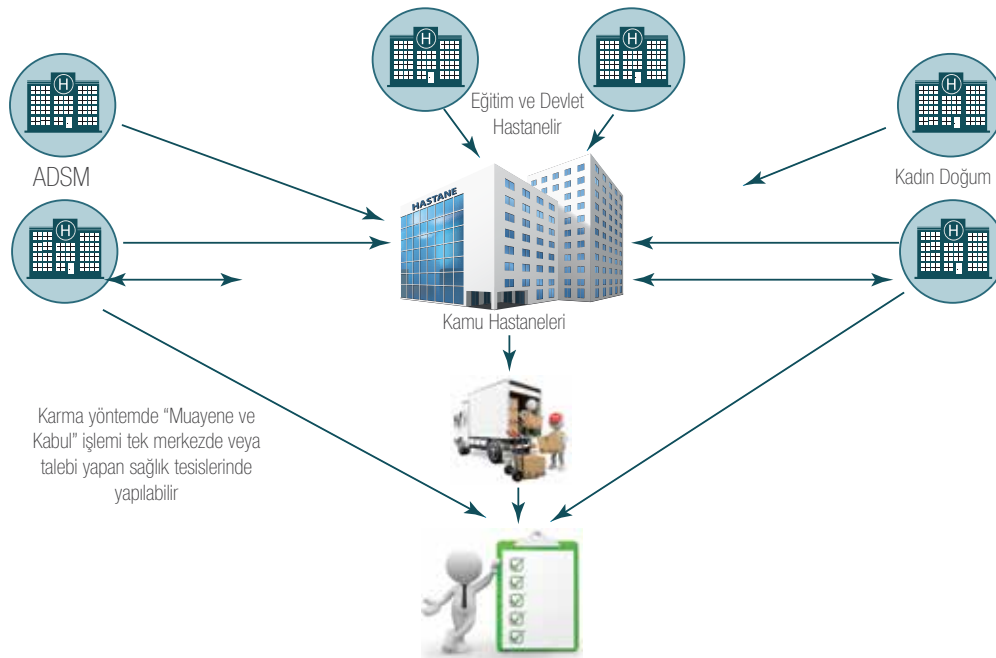 H
H
H
H
Eğitim ve Devlet
Hastanelir
ADSM
Kadın Doğum
HASTANE
H
H
Kamu Hastaneleri
Karma yöntemde “Muayene ve
Kabul” işlemi tek merkezde veya
talebi yapan sağlık tesislerinde
yapılabilir